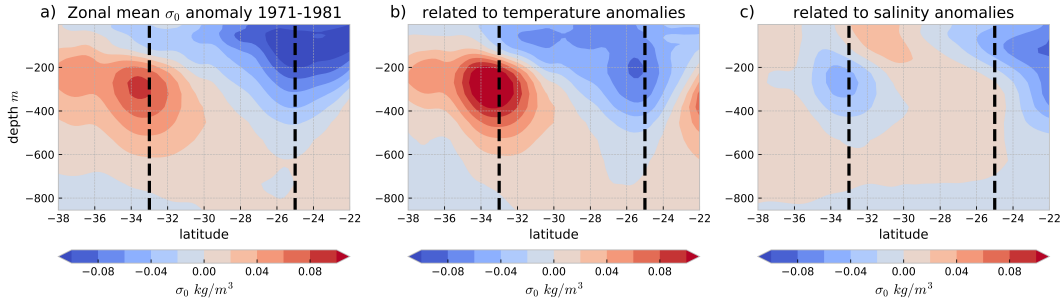 a) Zonal mean σ₀ anomaly 1971-1981
b) related to temperature anomalies
c) related to salinity anomalies
depth m
−200
−400
−600
−800
−38 −36 −34 −32 −30 −28 −26 −24 −22
latitude
−0.08 −0.04 0.00 0.04 0.08
σ₀ kg/m³
−200
−400
−600
−800
−38 −36 −34 −32 −30 −28 −26 −24 −22
latitude
−0.08 −0.04 0.00 0.04 0.08
σ₀ kg/m³
−200
−400
−600
−800
−38 −36 −34 −32 −30 −28 −26 −24 −22
latitude
−0.08 −0.04 0.00 0.04 0.08
σ₀ kg/m³